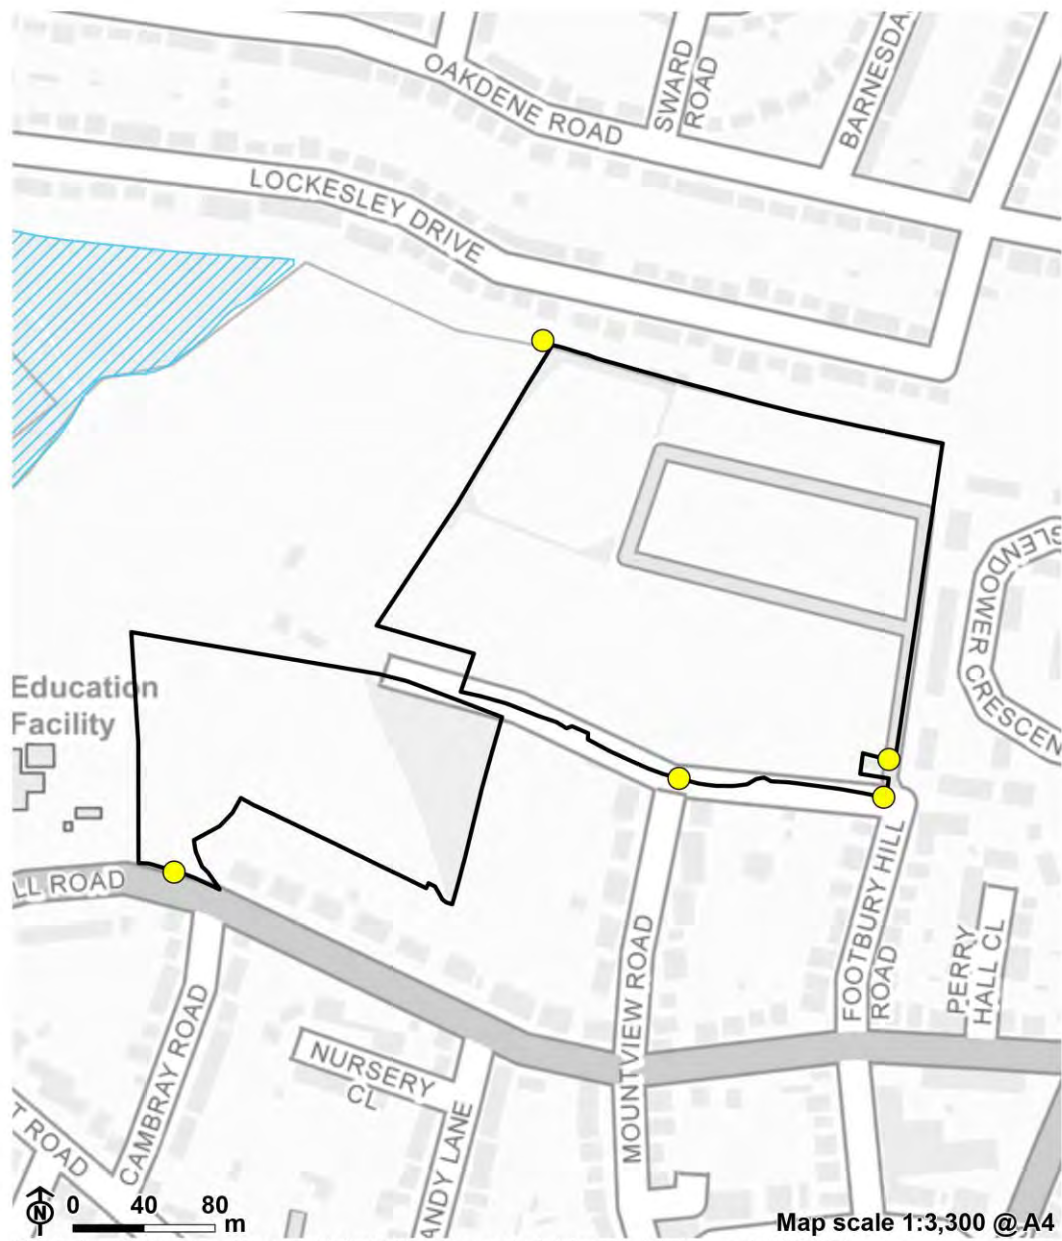 OAKDENE ROAD
SWARD
ROAD
BARNESDA
LOCKESLEY DRIVE
GLENDOWER CRESCEN
Education
Facility
LL ROAD
FOOTBURY HILL
ROAD
PERRY
HALL CL
MOUNTVIEW ROAD
CAMBRAY ROAD
NURSERY
CL
ANDY LANE
T ROAD
N
0 40 80
m
Map scale 1:3,300 @ A4